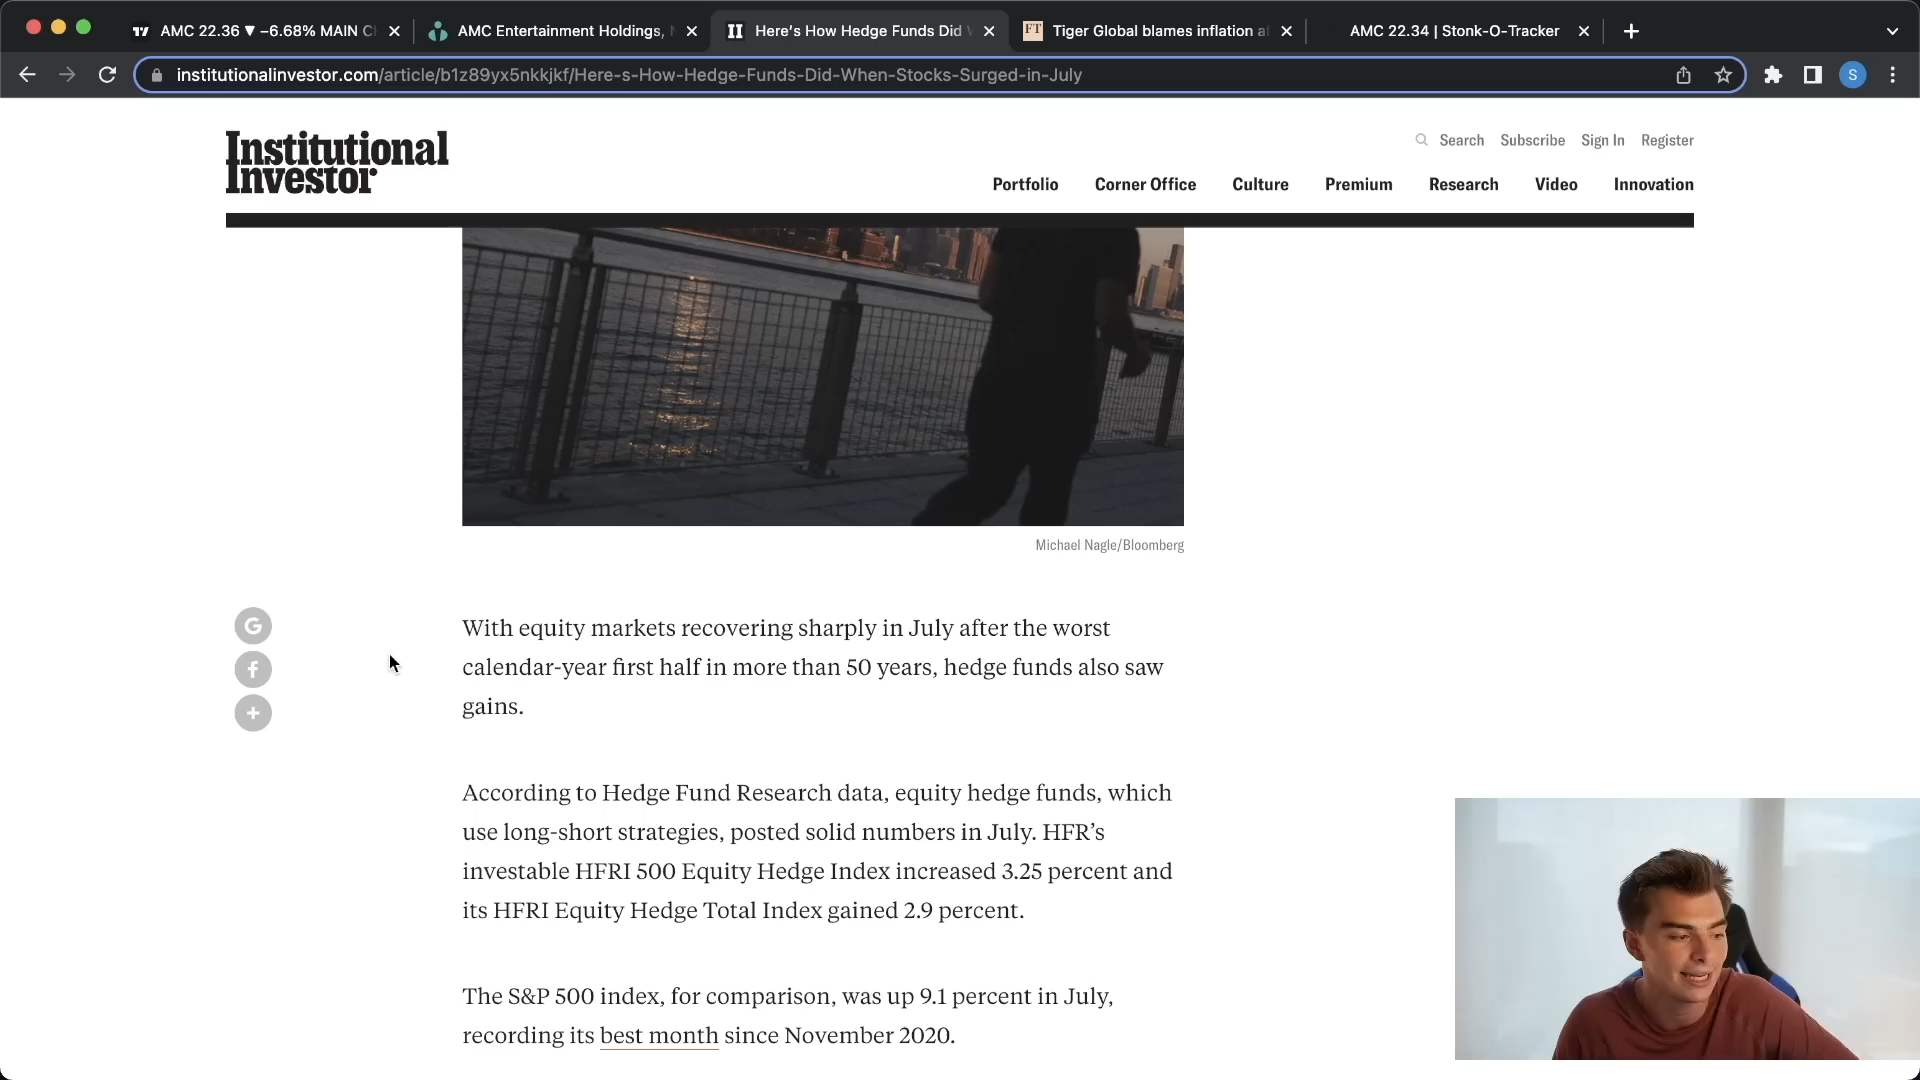 AMC 22.36 ▼ −6.68% MAIN C
AMC Entertainment Holdings,
Here's How Hedge Funds Did
FT
Tiger Global blames inflation a
AMC 22.34 | Stonk-O-Tracker
institutionalinvestor.com/article/b1z89yx5nkkjkf/Here-s-How-Hedge-Funds-Did-When-Stocks-Surged-in-July
S
Institutional
Investor
Search Subscribe Sign In Register
Portfolio Corner Office Culture Premium Research Video Innovation
Michael Nagle/Bloomberg
With equity markets recovering sharply in July after the worst
calendar-year first half in more than 50 years, hedge funds also saw
gains.
According to Hedge Fund Research data, equity hedge funds, which
use long-short strategies, posted solid numbers in July. HFR's
investable HFRI 500 Equity Hedge Index increased 3.25 percent and
its HFRI Equity Hedge Total Index gained 2.9 percent.
The S&P 500 index, for comparison, was up 9.1 percent in July,
recording its best month since November 2020.